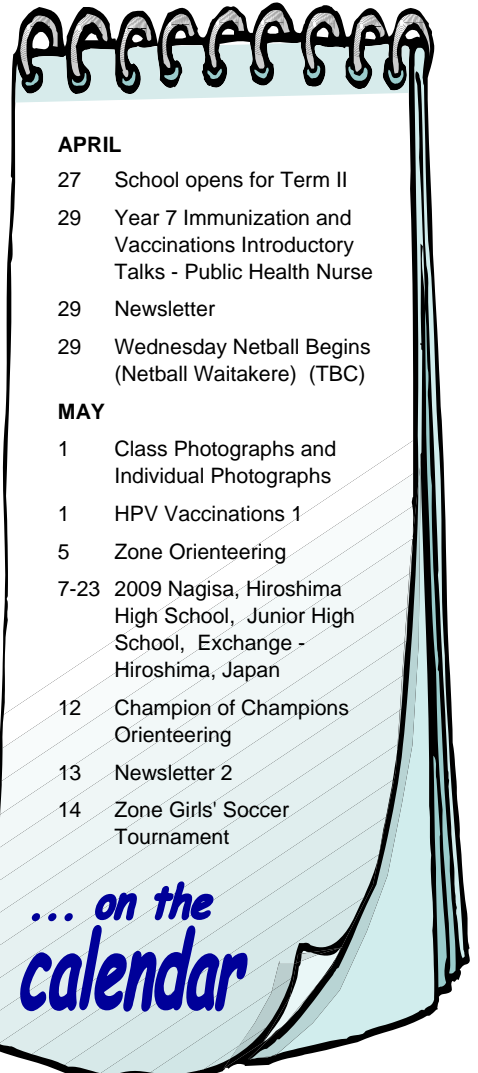 APRIL
27 School opens for Term II
29 Year 7 Immunization and
Vaccinations Introductory
Talks - Public Health Nurse
29 Newsletter
29 Wednesday Netball Begins
(Netball Waitakere) (TBC)
MAY
1 Class Photographs and
Individual Photographs
1 HPV Vaccinations 1
5 Zone Orienteering
7-23 2009 Nagisa, Hiroshima
High School, Junior High
School, Exchange -
Hiroshima, Japan
12 Champion of Champions
Orienteering
13 Newsletter 2
14 Zone Girls' Soccer
Tournament
... on the
calendar